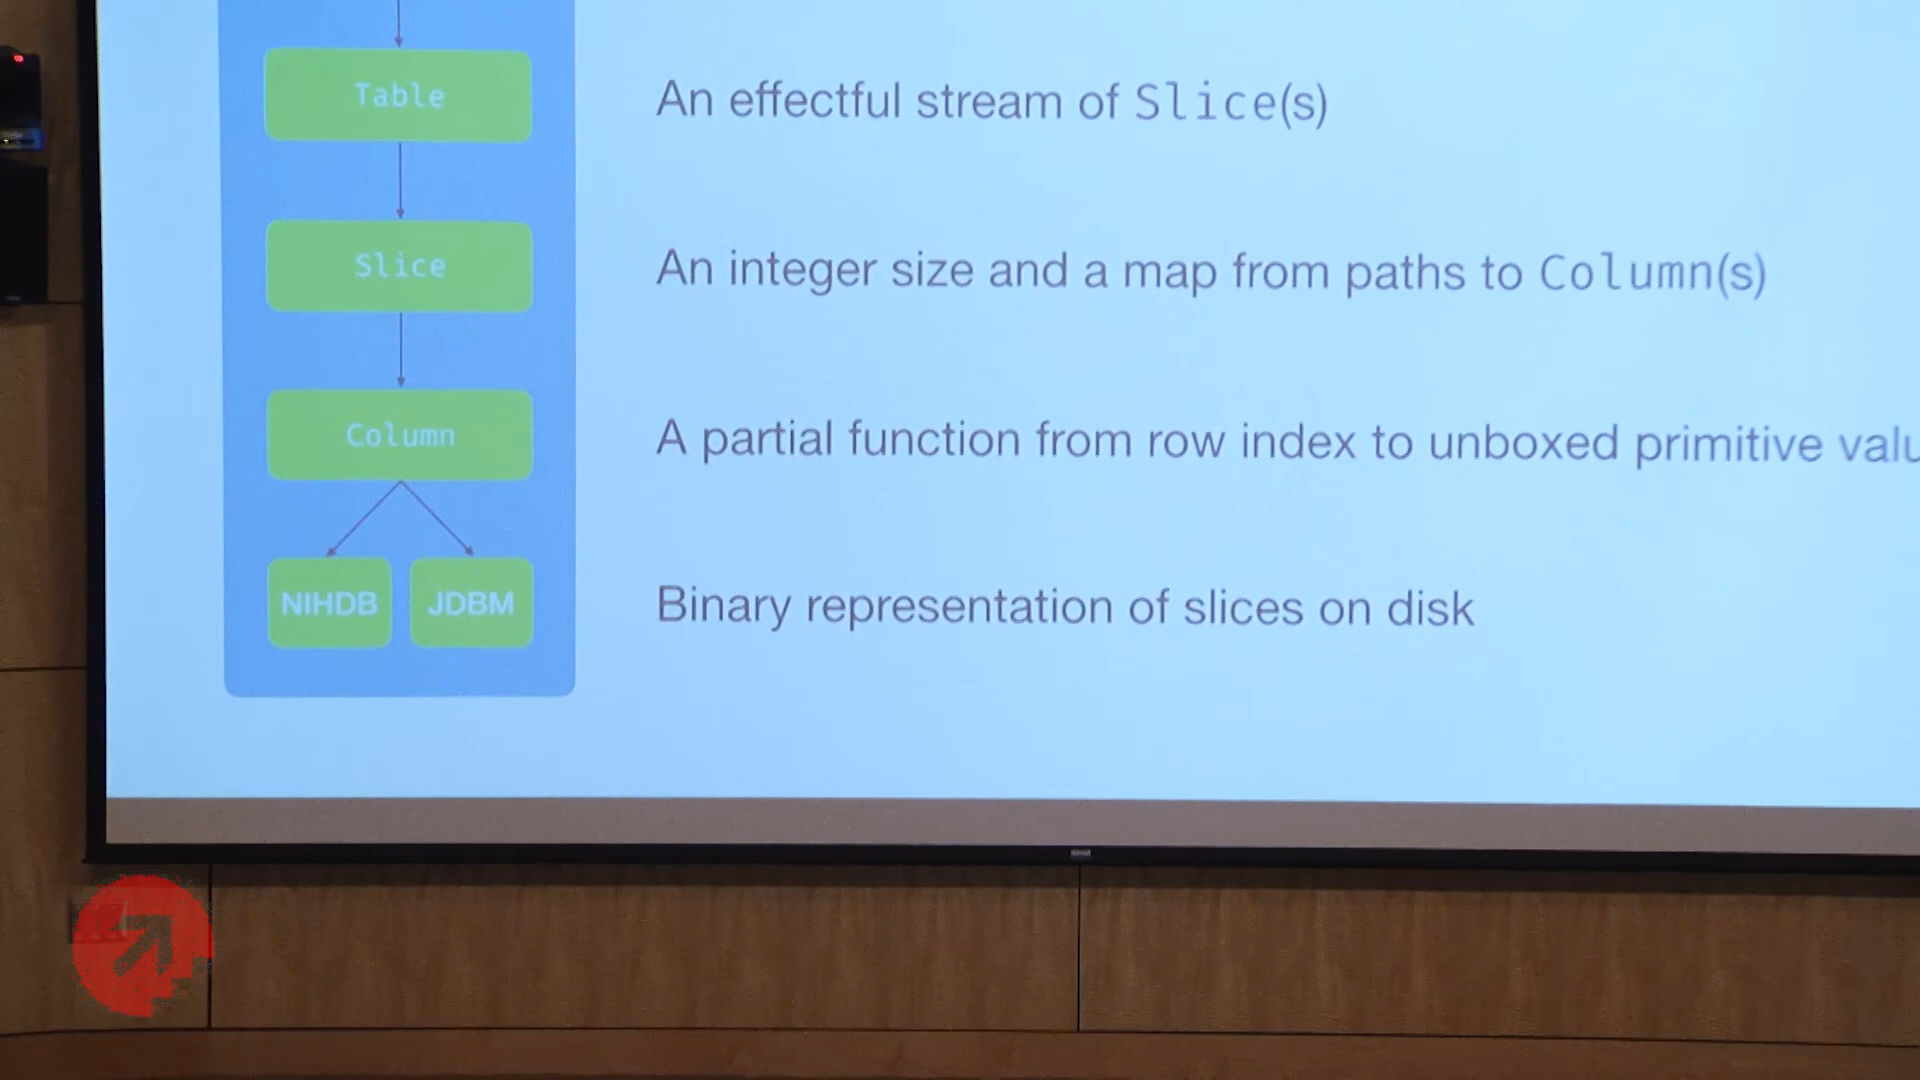 Table
An effectful stream of Slice(s)
Slice
An integer size and a map from paths to Column(s)
Column
A partial function from row index to unboxed primitive valu
NIHDB
JDBM
Binary representation of slices on disk